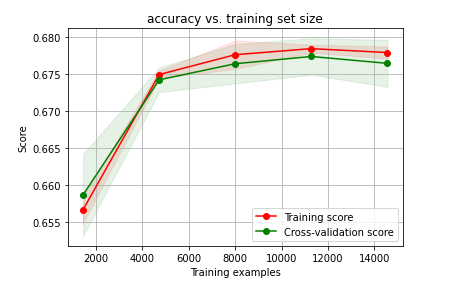 accuracy vs. training set size
0.680
0.675
0.670
0.665
0.660
0.655
Score
2000 4000 6000 8000 10000 12000 14000
Training examples
Training score
Cross-validation score